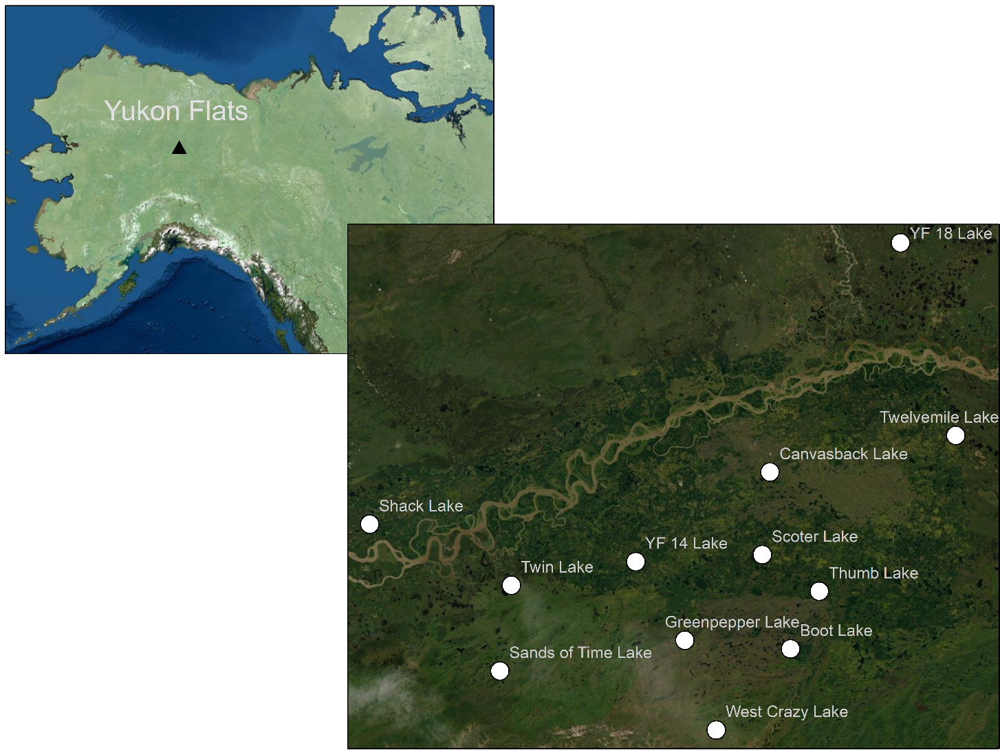 Yukon Flats
YF 18 Lake
Twelvemile Lake
Canvasback Lake
Shack Lake
Scoter Lake
YF 14 Lake
Twin Lake
Thumb Lake
Greenpepper Lake
Boot Lake
Sands of Time Lake
West Crazy Lake